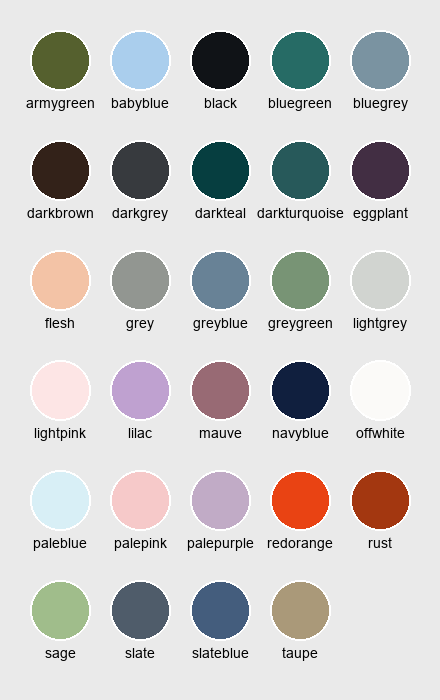 armygreen babyblue black bluegreen bluegrey
darkbrown darkgrey darkteal darkturquoise eggplant
flesh grey greyblue greygreen lightgrey
lightpink lilac mauve navyblue offwhite
paleblue palepink palepurple redorange rust
sage slate slateblue taupe